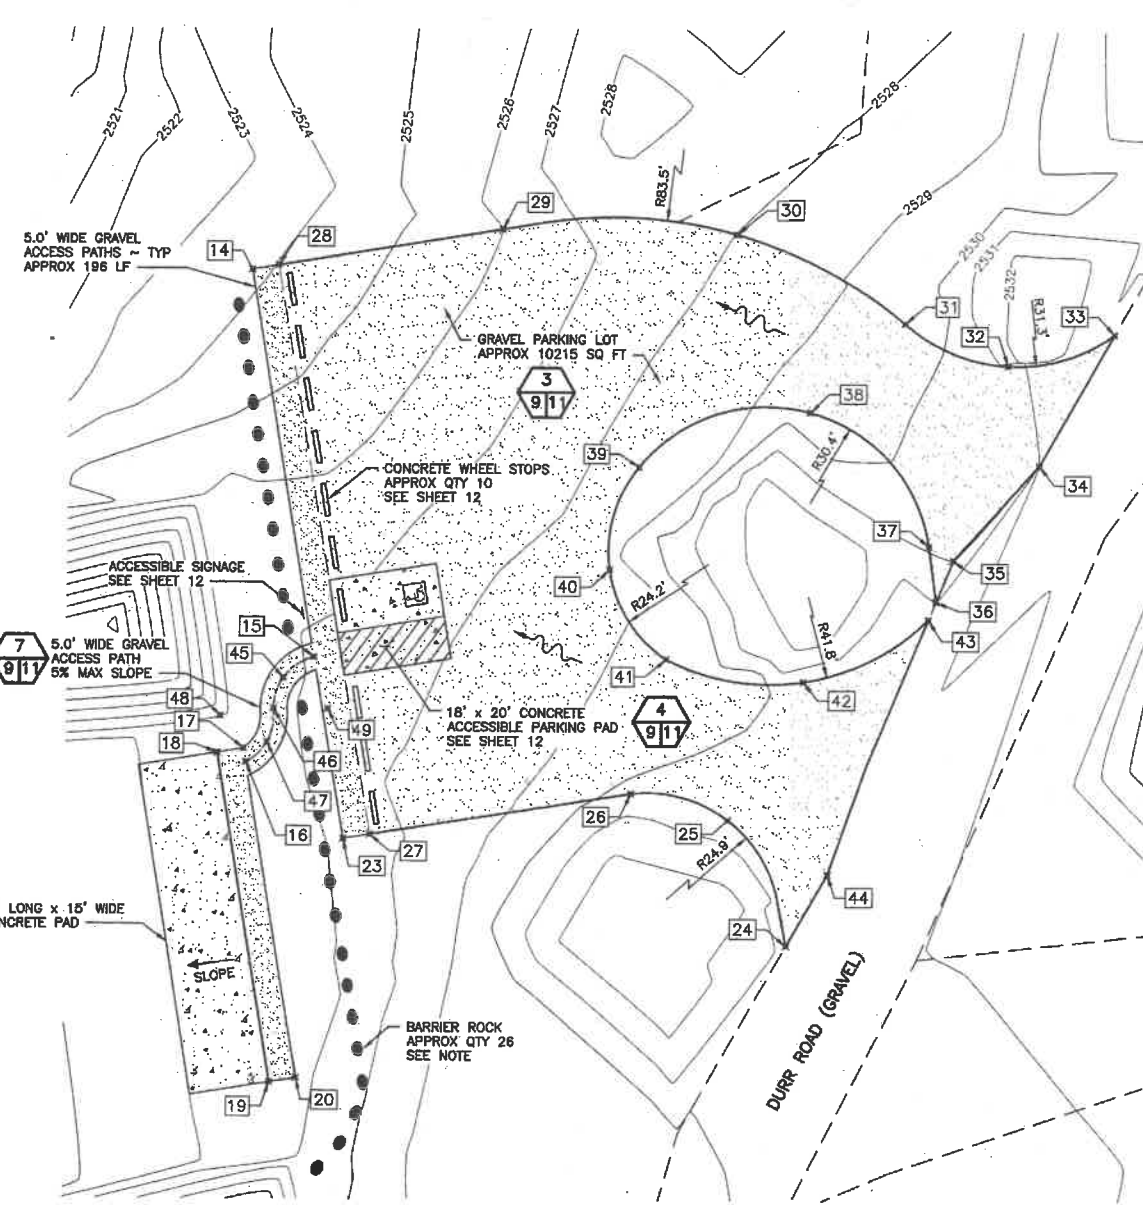 2521
2522
2523
2524
2525
2526
2527
2528
2528
2529
2530
2531
2532
R83.5'
29
30
28
14
5.0' WIDE GRAVEL
ACCESS PATHS ~ TYP
APPROX 196 LF
31
32
R31.3'
33
GRAVEL PARKING LOT
APPROX 10215 SQ FT
3
9 11
38
R30.4'
39
34
CONCRETE WHEEL STOPS
APPROX QTY 10
SEE SHEET 12
37
35
ACCESSIBLE SIGNAGE
SEE SHEET 12
40
R24.2'
36
43
R41.8'
15
7
9 11
5.0' WIDE GRAVEL
ACCESS PATH
5% MAX SLOPE
45
48
17
18
41
42
18' x 20' CONCRETE
ACCESSIBLE PARKING PAD
SEE SHEET 12
4
9 11
49
46
47
16
23
27
26
25
R24.9'
44
24
LONG x 15' WIDE
NCRETE PAD
SLOPE
DURR ROAD (GRAVEL)
BARRIER ROCK
APPROX QTY 26
SEE NOTE
19
20